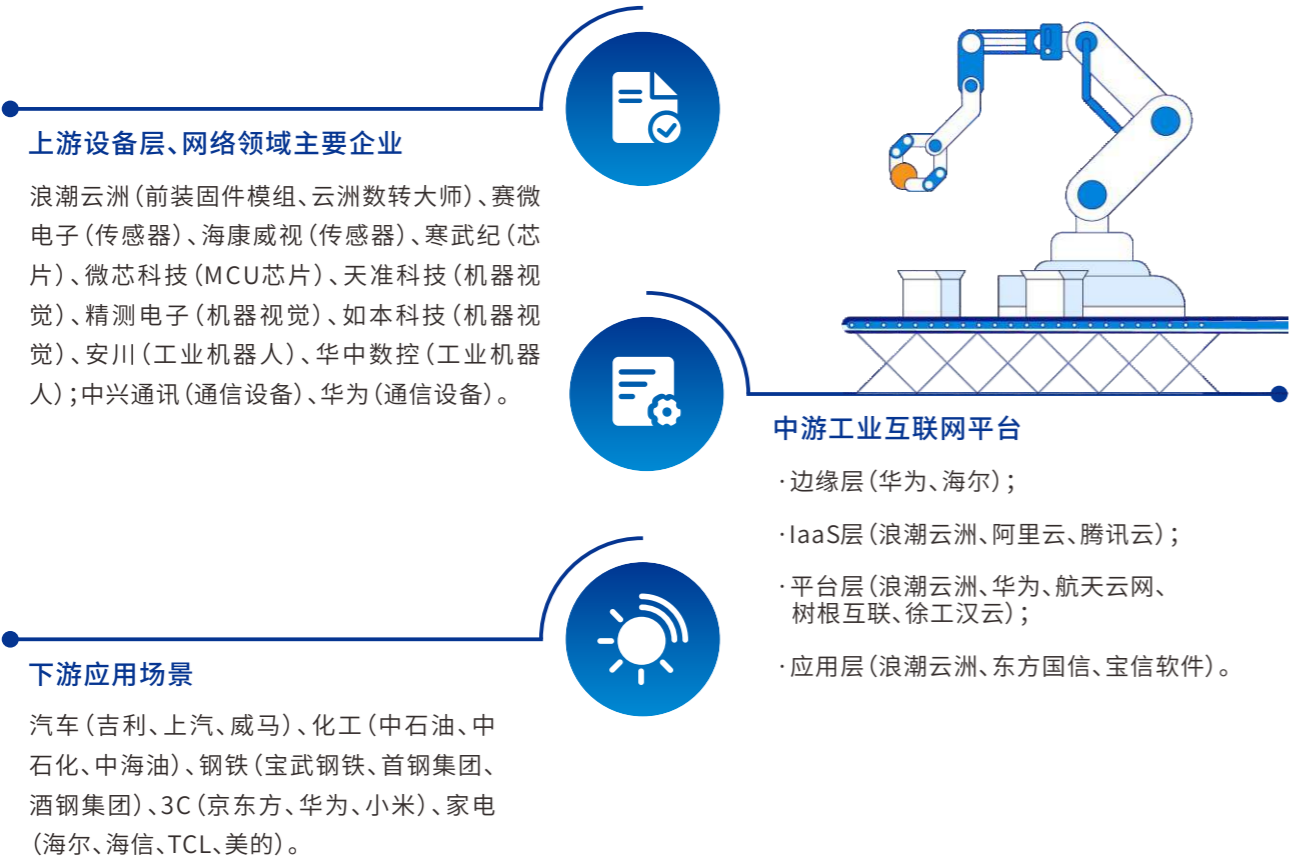 上游设备层、网络领域主要企业
浪潮云洲(前装固件模组、云洲数转大师)、赛微
电子(传感器)、海康威视(传感器)、寒武纪(芯
片)、微芯科技(MCU芯片)、天准科技(机器视
觉)、精测电子(机器视觉)、如本科技(机器视
觉)、安川(工业机器人)、华中数控(工业机器
人);中兴通讯(通信设备)、华为(通信设备)。
中游工业互联网平台
·边缘层(华为、海尔);
·IaaS层(浪潮云洲、阿里云、腾讯云);
·平台层(浪潮云洲、华为、航天云网、
树根互联、徐工汉云);
·应用层(浪潮云洲、东方国信、宝信软件)。
下游应用场景
汽车(吉利、上汽、威马)、化工(中石油、中
石化、中海油)、钢铁(宝武钢铁、首钢集团、
酒钢集团)、3C(京东方、华为、小米)、家电
(海尔、海信、TCL、美的)。